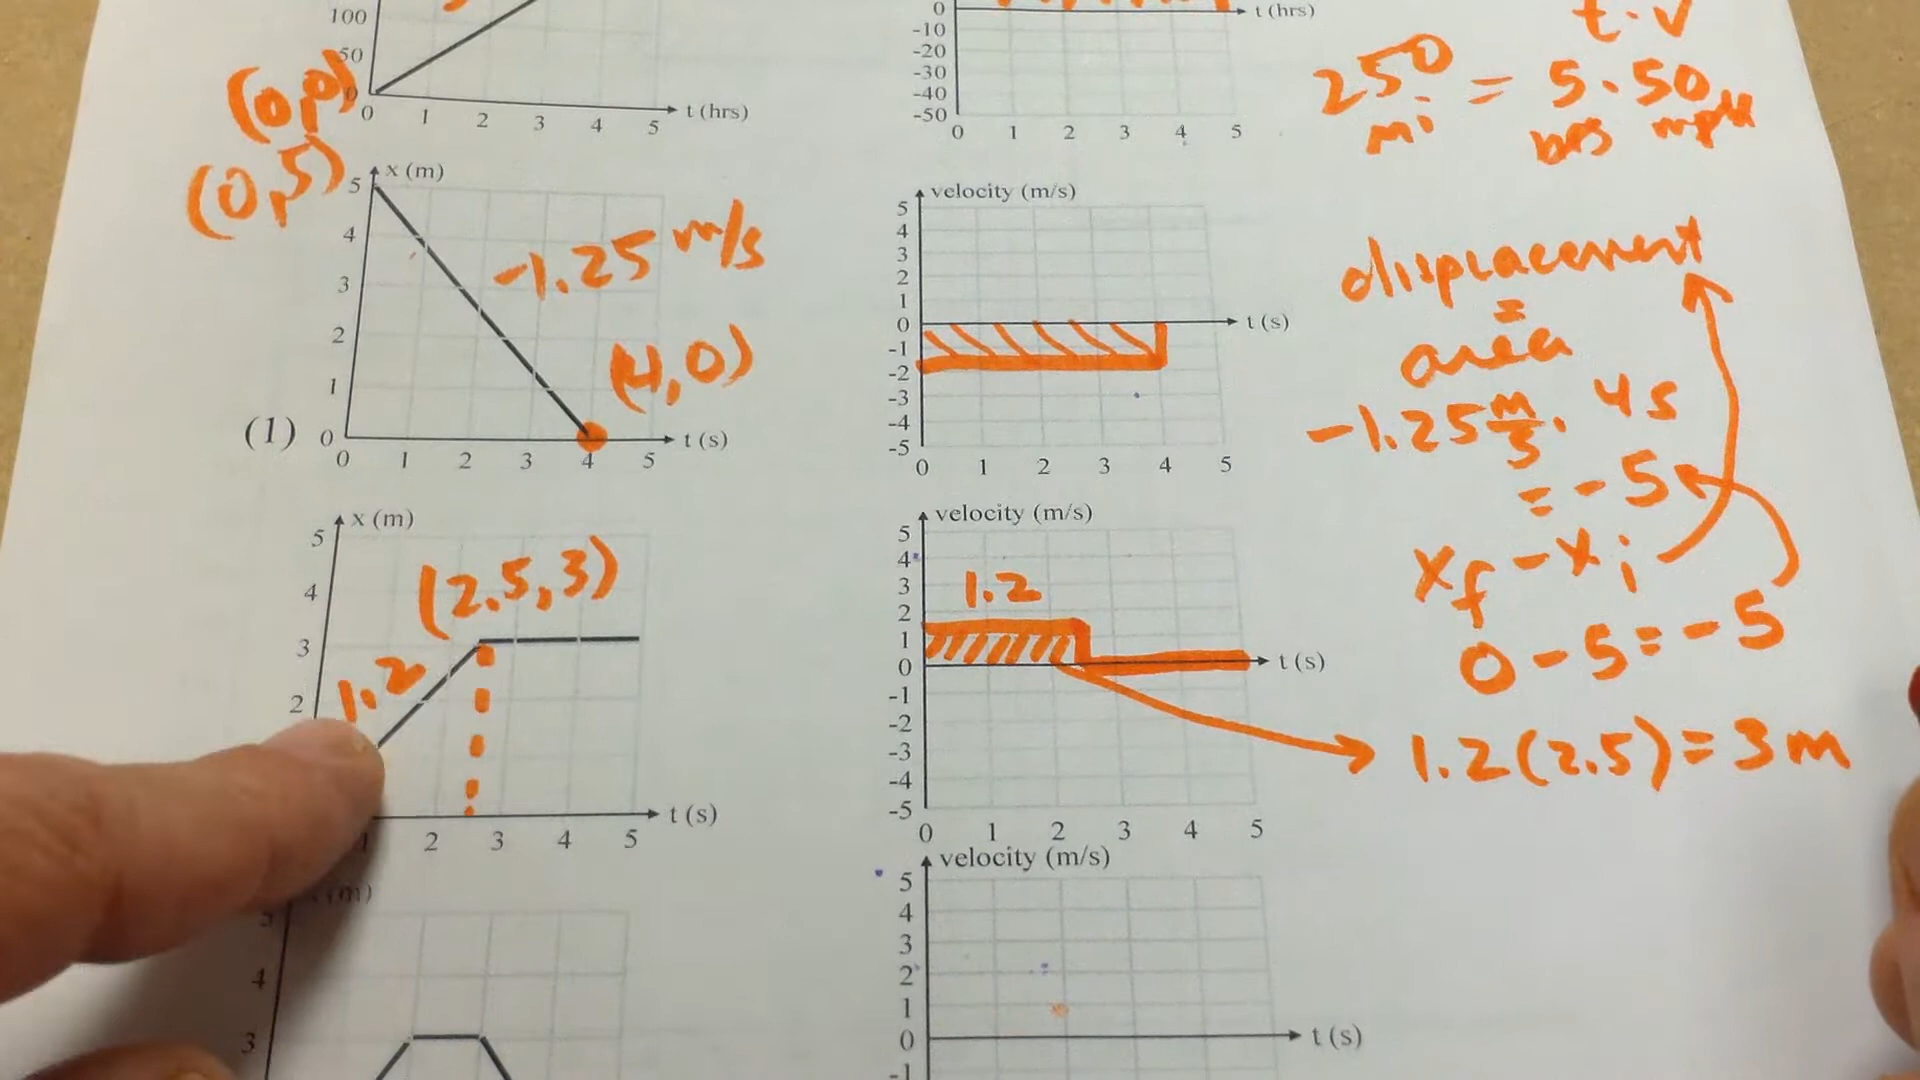 100
50
0
0 1 2 3 4 5 t (hrs)
(0,0)
0 t (hrs)
-10
-20
-30
-40
-50
0 1 2 3 4 5
t · v
250 = 5 · 50
mi hrs mph
(0,5)
x (m)
5
4
3
2
1
0
(1)
0 1 2 3 4 5
t (s)
-1.25 m/s
(4,0)
velocity (m/s)
5
4
3
2
1
0
-1
-2
-3
-4
-5
t (s)
0 1 2 3 4 5
displacement
=
area
-1.25 m/s · 4s
= -5
xf - xi
0 - 5 = -5
x (m)
5
4
3
2
(2.5,3)
1.2
1 2 3 4 5
t (s)
velocity (m/s)
5
4
3
2
1
0
-1
-2
-3
-4
-5
1.2
t (s)
0 1 2 3 4 5
1.2(2.5) = 3m
(m)
5
4
3
velocity (m/s)
5
4
3
2
1
0
-1
t (s)